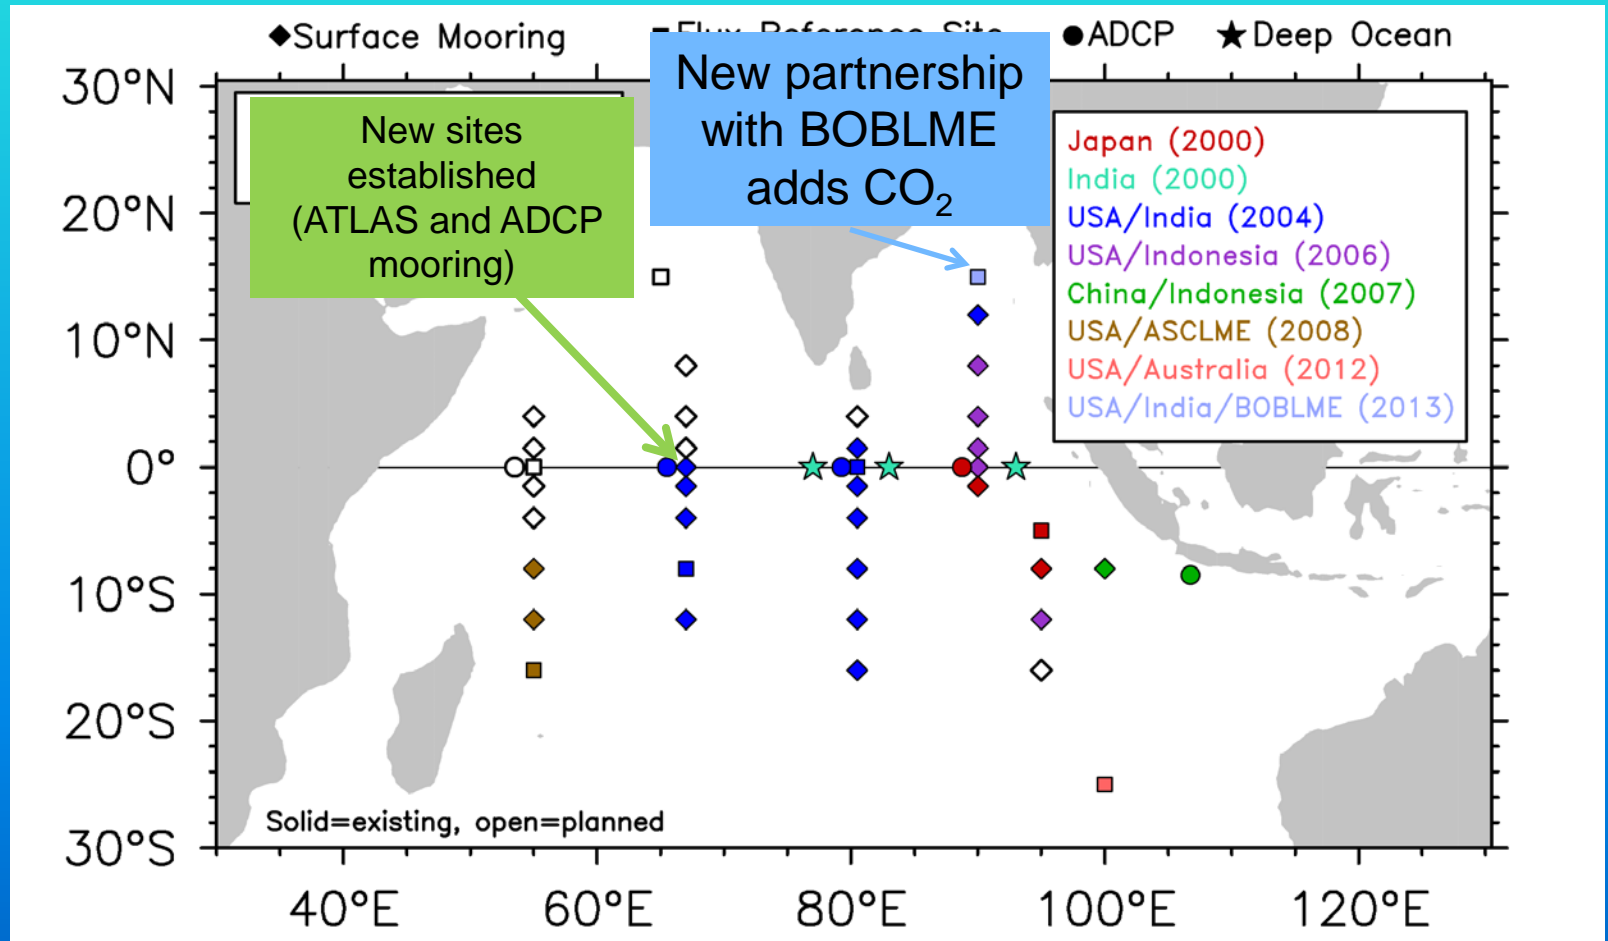 ◆Surface Mooring
Flux Reference Site
●ADCP
★Deep Ocean
New partnership
with BOBLME
adds CO₂
New sites
established
(ATLAS and ADCP
mooring)
Japan (2000)
India (2000)
USA/India (2004)
USA/Indonesia (2006)
China/Indonesia (2007)
USA/ASCLME (2008)
USA/Australia (2012)
USA/India/BOBLME (2013)
30°N
20°N
10°N
0°
10°S
20°S
30°S
Solid=existing, open=planned
40°E
60°E
80°E
100°E
120°E